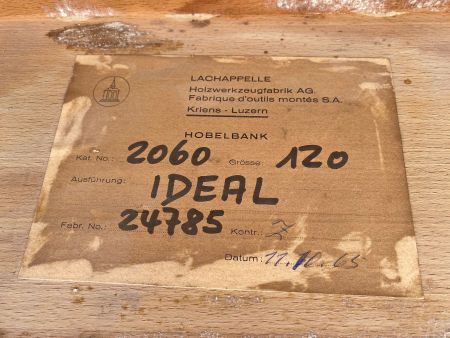 LACHAPPELLE
Holzwerkzeugfabrik AG.
Fabrique d'outils montés S.A.
Kriens - Luzern
HOBELBANK
Kat. No.: 2060 Grösse: 120
Ausführung: IDEAL
Fabr. No.: 24785 Kontr.:
Datum: 11.